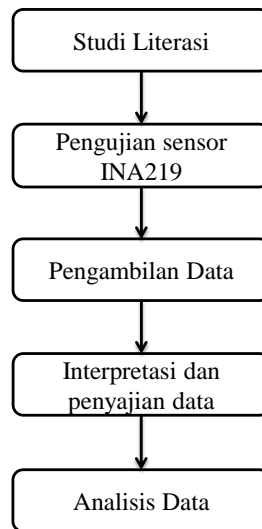 Studi Literasi
Pengujian sensor
INA219
Pengambilan Data
Interpretasi dan
penyajian data
Analisis Data